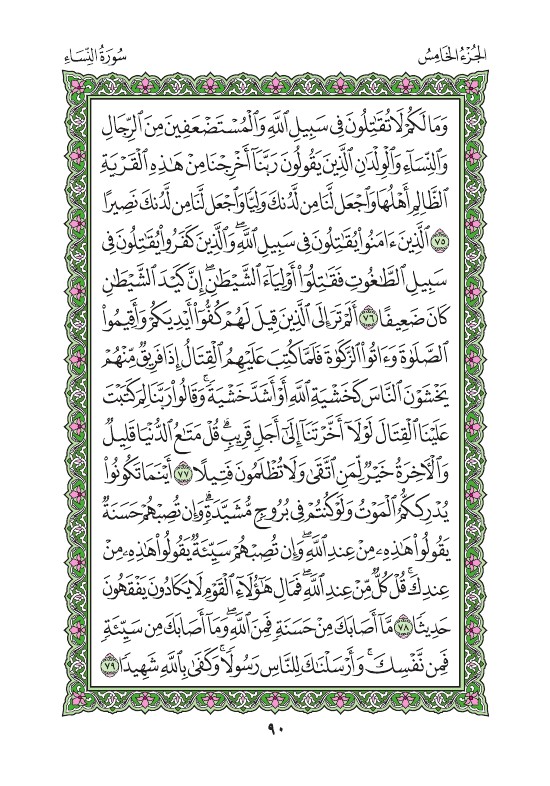 الجُزْءُ الخَامِسُ
سُورَةُ النِّسَاءِ
وَمَا لَكُمْ لَا تُقَٰتِلُونَ فِي سَبِيلِ ٱللَّهِ وَٱلْمُسْتَضْعَفِينَ مِنَ ٱلرِّجَالِ
وَٱلنِّسَآءِ وَٱلْوِلْدَٰنِ ٱلَّذِينَ يَقُولُونَ رَبَّنَآ أَخْرِجْنَا مِنْ هَٰذِهِ ٱلْقَرْيَةِ
ٱلظَّالِمِ أَهْلُهَا وَٱجْعَل لَّنَا مِن لَّدُنكَ وَلِيًّا وَٱجْعَل لَّنَا مِن لَّدُنكَ نَصِيرًا
٧٥ ٱلَّذِينَ ءَامَنُوا۟ يُقَٰتِلُونَ فِي سَبِيلِ ٱللَّهِ ۖ وَٱلَّذِينَ كَفَرُوا۟ يُقَٰتِلُونَ فِي
سَبِيلِ ٱلطَّٰغُوتِ فَقَٰتِلُوٓا۟ أَوْلِيَآءَ ٱلشَّيْطَٰنِ ۖ إِنَّ كَيْدَ ٱلشَّيْطَٰنِ
كَانَ ضَعِيفًا ٧٦ أَلَمْ تَرَ إِلَى ٱلَّذِينَ قِيلَ لَهُمْ كُفُّوٓا۟ أَيْدِيَكُمْ وَأَقِيمُوا۟
ٱلصَّلَوٰةَ وَءَاتُوا۟ ٱلزَّكَوٰةَ فَلَمَّا كُتِبَ عَلَيْهِمُ ٱلْقِتَالُ إِذَا فَرِيقٌ مِّنْهُمْ
يَخْشَوْنَ ٱلنَّاسَ كَخَشْيَةِ ٱللَّهِ أَوْ أَشَدَّ خَشْيَةً ۚ وَقَالُوا۟ رَبَّنَا لِمَ كَتَبْتَ
عَلَيْنَا ٱلْقِتَالَ لَوْلَآ أَخَّرْتَنَآ إِلَىٰٓ أَجَلٍ قَرِيبٍ ۗ قُلْ مَتَٰعُ ٱلدُّنْيَا قَلِيلٌ
وَٱلْءَاخِرَةُ خَيْرٌ لِّمَنِ ٱتَّقَىٰ وَلَا تُظْلَمُونَ فَتِيلًا ٧٧ أَيْنَمَا تَكُونُوا۟
يُدْرِككُّمُ ٱلْمَوْتُ وَلَوْ كُنتُمْ فِي بُرُوجٍ مُّشَيَّدَةٍ ۗ وَإِن تُصِبْهُمْ حَسَنَةٌ
يَقُولُوا۟ هَٰذِهِۦ مِنْ عِندِ ٱللَّهِ ۖ وَإِن تُصِبْهُمْ سَيِّئَةٌ يَقُولُوا۟ هَٰذِهِۦ مِنْ
عِندِكَ ۚ قُلْ كُلٌّ مِّنْ عِندِ ٱللَّهِ ۖ فَمَالِ هَٰٓؤُلَآءِ ٱلْقَوْمِ لَا يَكَادُونَ يَفْقَهُونَ
حَدِيثًا ٧٨ مَّآ أَصَابَكَ مِنْ حَسَنَةٍ فَمِنَ ٱللَّهِ ۖ وَمَآ أَصَابَكَ مِن سَيِّئَةٍ
فَمِن نَّفْسِكَ ۚ وَأَرْسَلْنَٰكَ لِلنَّاسِ رَسُولًا ۚ وَكَفَىٰ بِٱللَّهِ شَهِيدًا ٧٩
٩٠